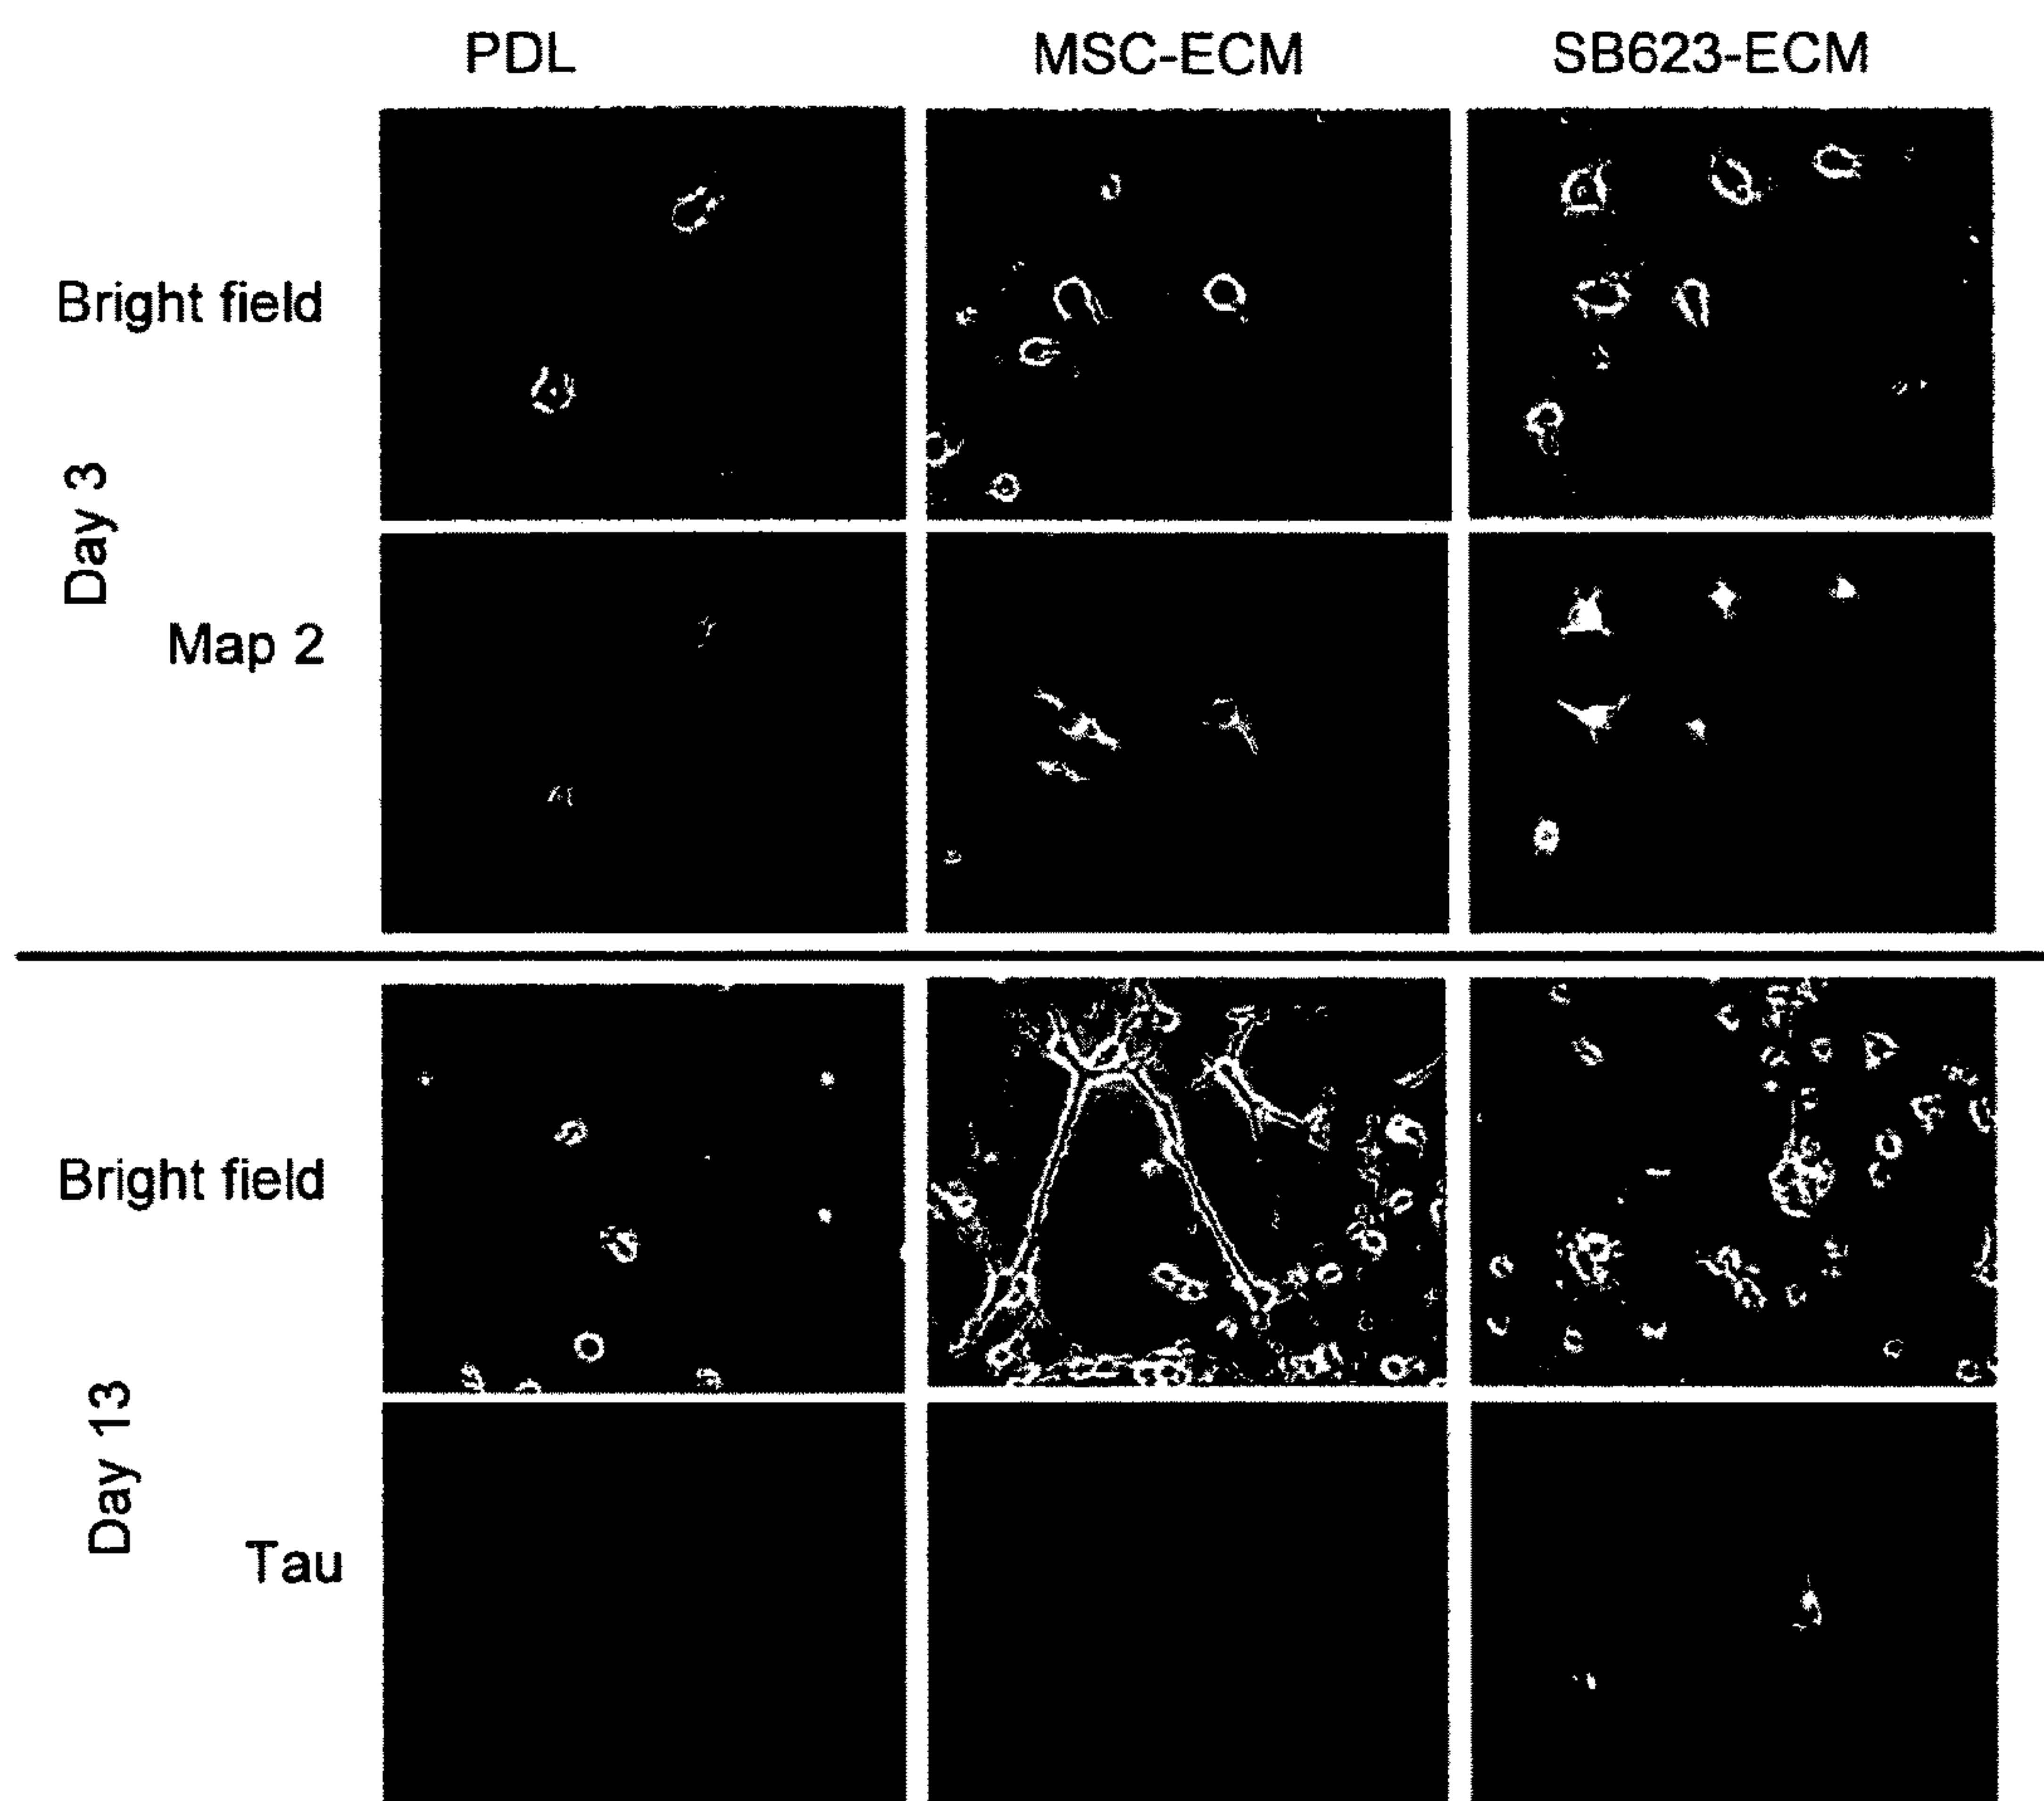 PDL MSC-ECM SB623-ECM
Bright field
Day 3
Map 2
Bright field
Day 13
Tau